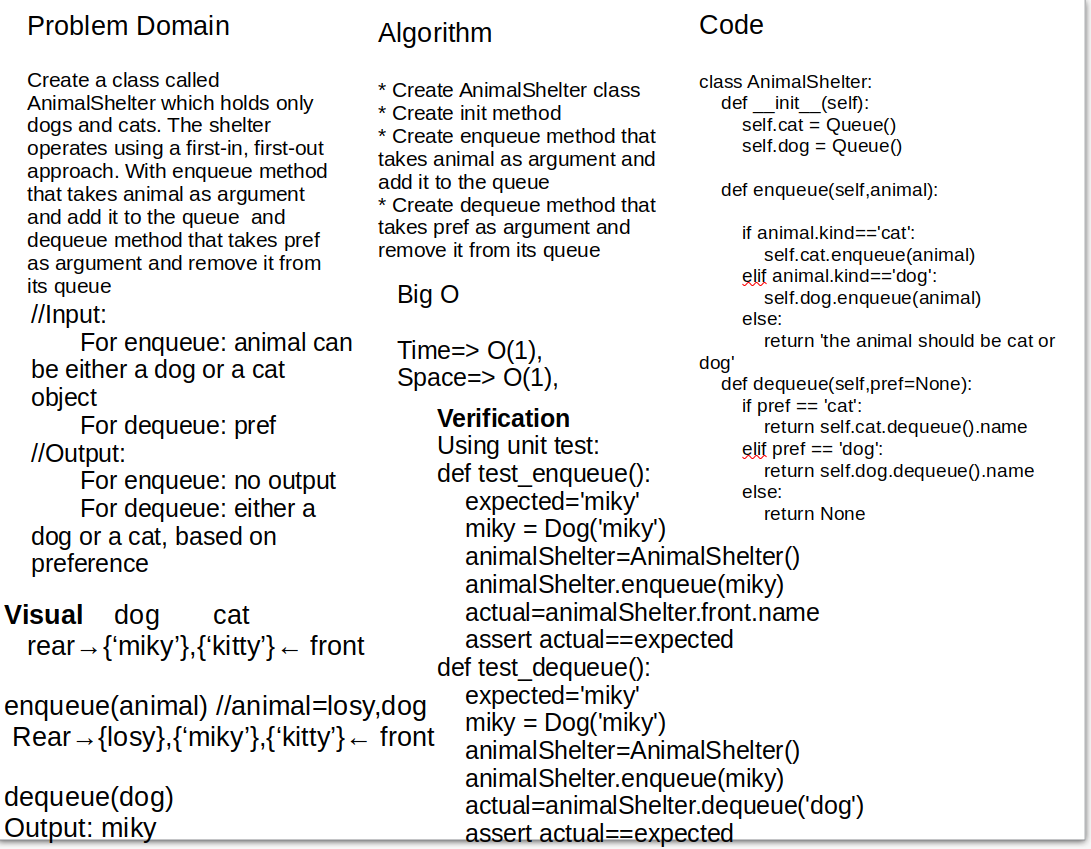 Problem Domain
Create a class called
AnimalShelter which holds only
dogs and cats. The shelter
operates using a first-in, first-out
approach. With enqueue method
that takes animal as argument
and add it to the queue  and
dequeue method that takes pref
as argument and remove it from
its queue
//Input:
For enqueue: animal can
be either a dog or a cat
object
For dequeue: pref
//Output:
For enqueue: no output
For dequeue: either a
dog or a cat, based on
preference
Visual dog cat
rear→{‘miky’},{‘kitty’}← front
enqueue(animal) //animal=losy,dog
Rear→{losy},{‘miky’},{‘kitty’}← front
dequeue(dog)
Output: miky
Algorithm
* Create AnimalShelter class
* Create init method
* Create enqueue method that
takes animal as argument and
add it to the queue
* Create dequeue method that
takes pref as argument and
remove it from its queue
Big O
Time=> O(1),
Space=> O(1),
Verification
Using unit test:
def test_enqueue():
expected='miky'
miky = Dog('miky')
animalShelter=AnimalShelter()
animalShelter.enqueue(miky)
actual=animalShelter.front.name
assert actual==expected
def test_dequeue():
expected='miky'
miky = Dog('miky')
animalShelter=AnimalShelter()
animalShelter.enqueue(miky)
actual=animalShelter.dequeue('dog')
assert actual==expected
Code
class AnimalShelter:
def __init__(self):
self.cat = Queue()
self.dog = Queue()
def enqueue(self,animal):
if animal.kind=='cat':
self.cat.enqueue(animal)
elif animal.kind=='dog':
self.dog.enqueue(animal)
else:
return 'the animal should be cat or
dog'
def dequeue(self,pref=None):
if pref == 'cat':
return self.cat.dequeue().name
elif pref == 'dog':
return self.dog.dequeue().name
else:
return None